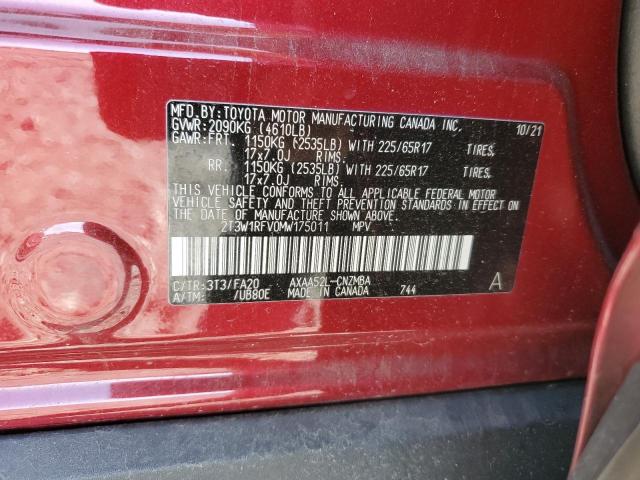 MFD.BY:TOYOTA MOTOR MANUFACTURING CANADA INC. 10/21
GVWR:2090KG (4610LB)
GAWR:FRT. 1150KG (2535LB) WITH 225/65R17 TIRES.
17x7.0J RIMS.
RR. 1150KG (2535LB) WITH 225/65R17 TIRES.
17x7.0J RIMS.
THIS VEHICLE CONFORMS TO ALL APPLICABLE FEDERAL MOTOR
VEHICLE SAFETY AND THEFT PREVENTION STANDARDS IN EFFECT
ON THE DATE OF MANUFACTURE SHOWN ABOVE.
2T3W1RFV0MW175011 MPV
C/TR:3T3/FA20 AXAA52L-CNZMBA
A/TM: /UB80E MADE IN CANADA 744 A